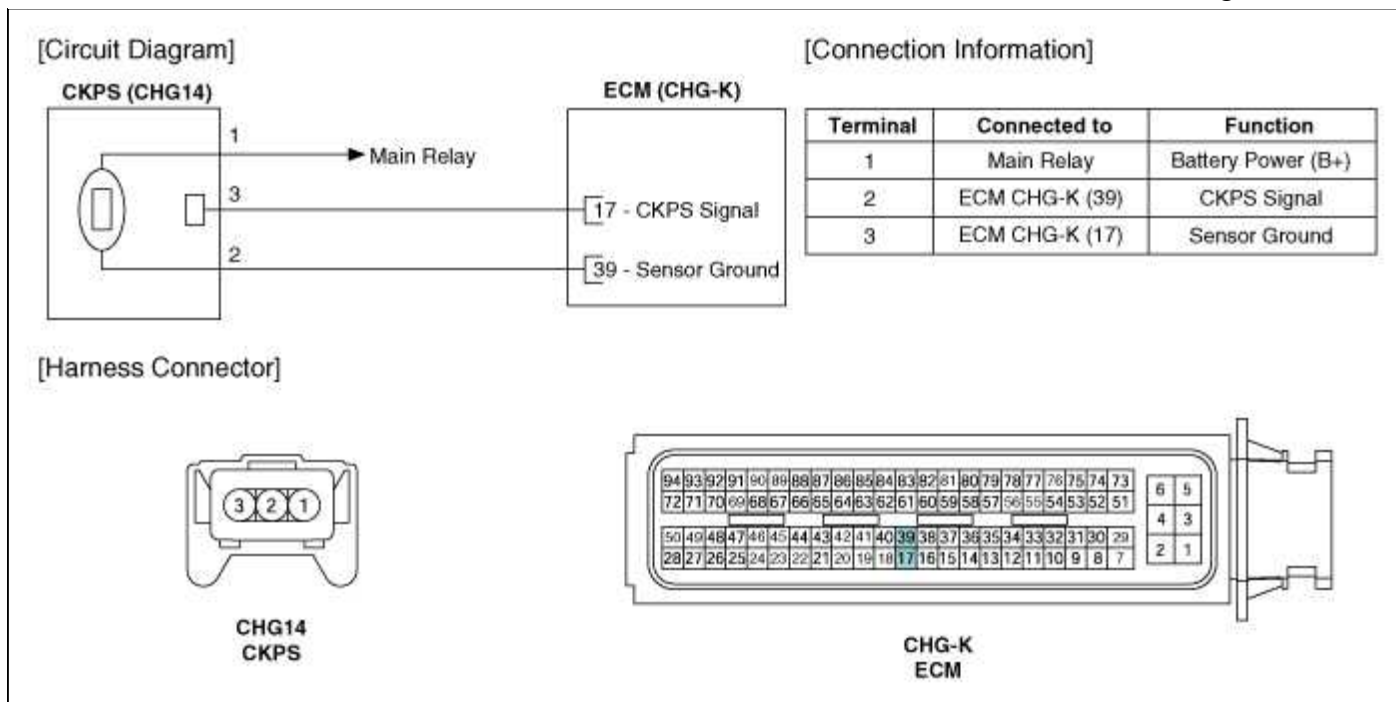 [Circuit Diagram]
CKPS (CHG14)
ECM (CHG-K)
1
Main Relay
3
17 - CKPS Signal
2
39 - Sensor Ground
[Connection Information]
Terminal Connected to Function
1 Main Relay Battery Power (B+)
2 ECM CHG-K (39) CKPS Signal
3 ECM CHG-K (17) Sensor Ground
[Harness Connector]
3 2 1
CHG14
CKPS
94 93 92 91 90 89 88 87 86 85 84 83 82 81 80 79 78 77 76 75 74 73
72 71 70 69 68 67 66 65 64 63 62 61 60 59 58 57 56 55 54 53 52 51
50 49 48 47 46 45 44 43 42 41 40 39 38 37 36 35 34 33 32 31 30 29
28 27 26 25 24 23 22 21 20 19 18 17 16 15 14 13 12 11 10 9 8 7
6 5
4 3
2 1
CHG-K
ECM